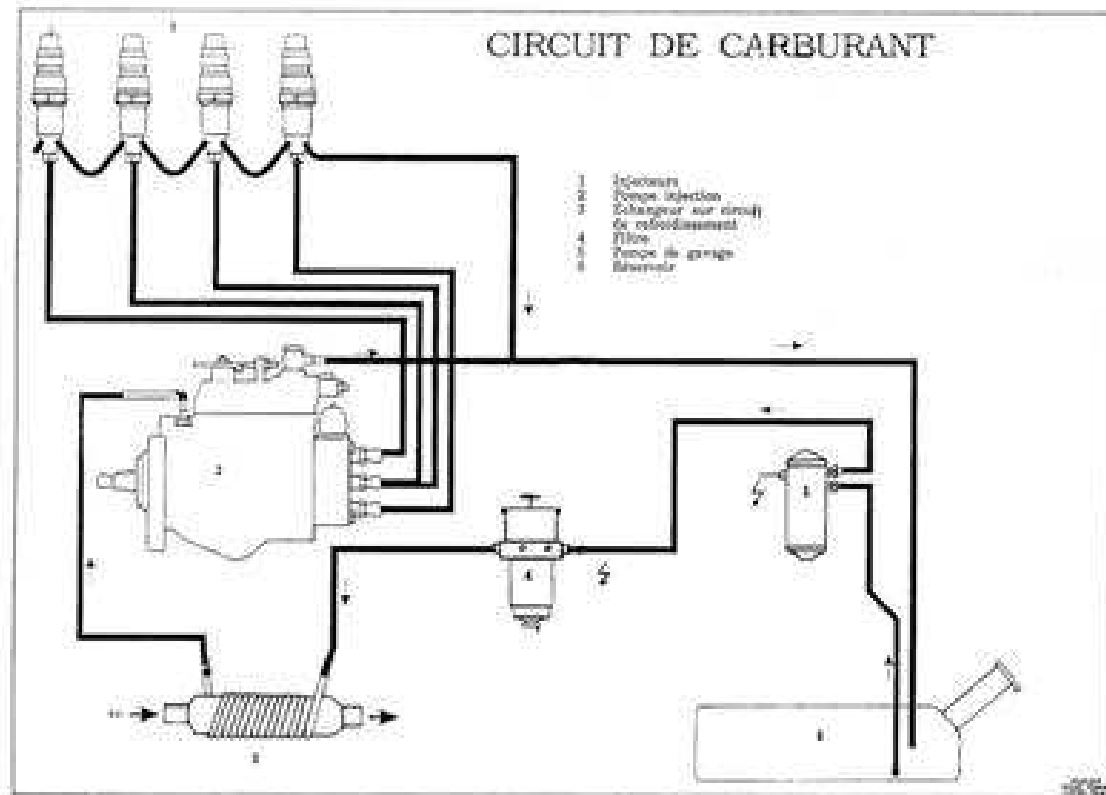 CIRCUIT DE CARBURANT
1 Injecteurs
2 Pompe injection
3 Echangeur sur circuit
de refroidissement
4 Filtre
5 Pompe de gavage
6 Réservoir
4